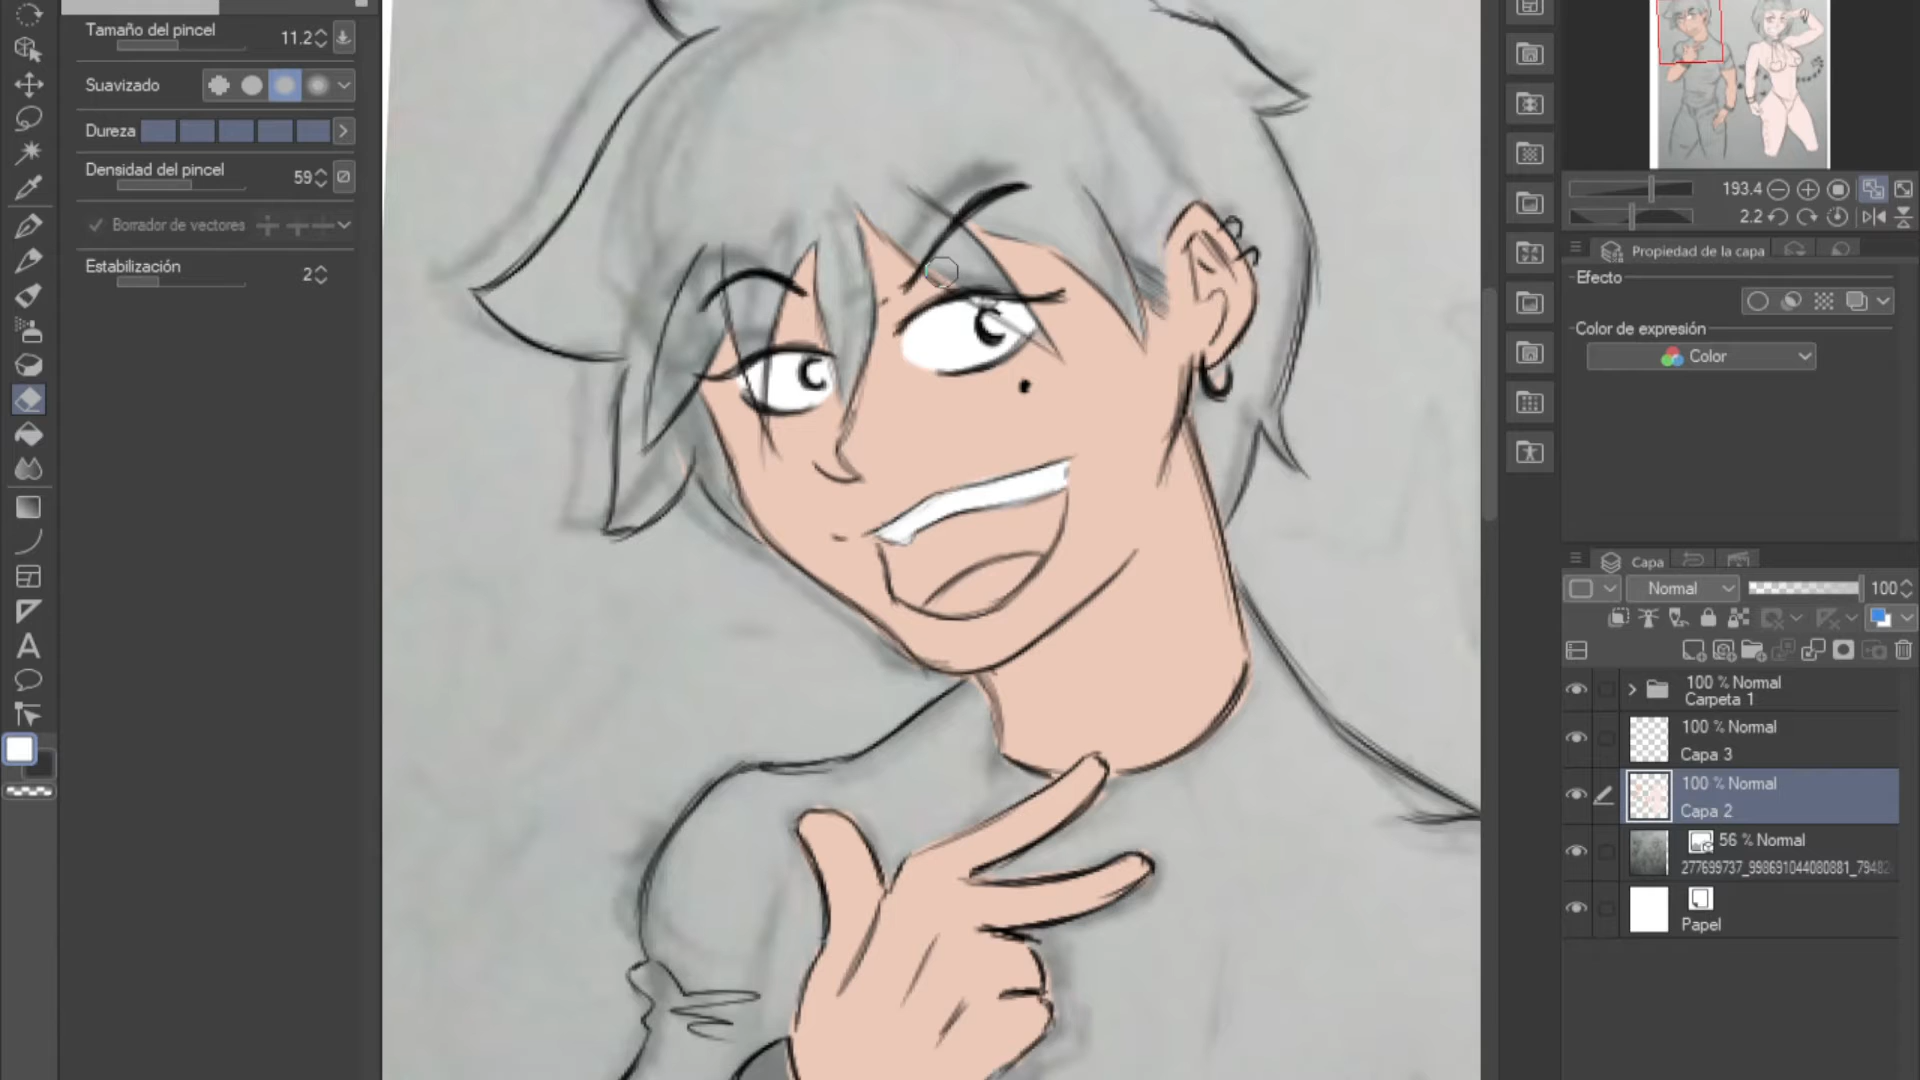 Tamaño del pincel 11.2
Suavizado
Dureza
Densidad del pincel 59
Borrador de vectores
Estabilización 2
A
193.4
2.2
Propiedad de la capa
Efecto
Color de expresión
Color
Capa
Normal 100
100 % Normal
Carpeta 1
100 % Normal
Capa 3
100 % Normal
Capa 2
56 % Normal
277699737_998691044080881_7948
Papel